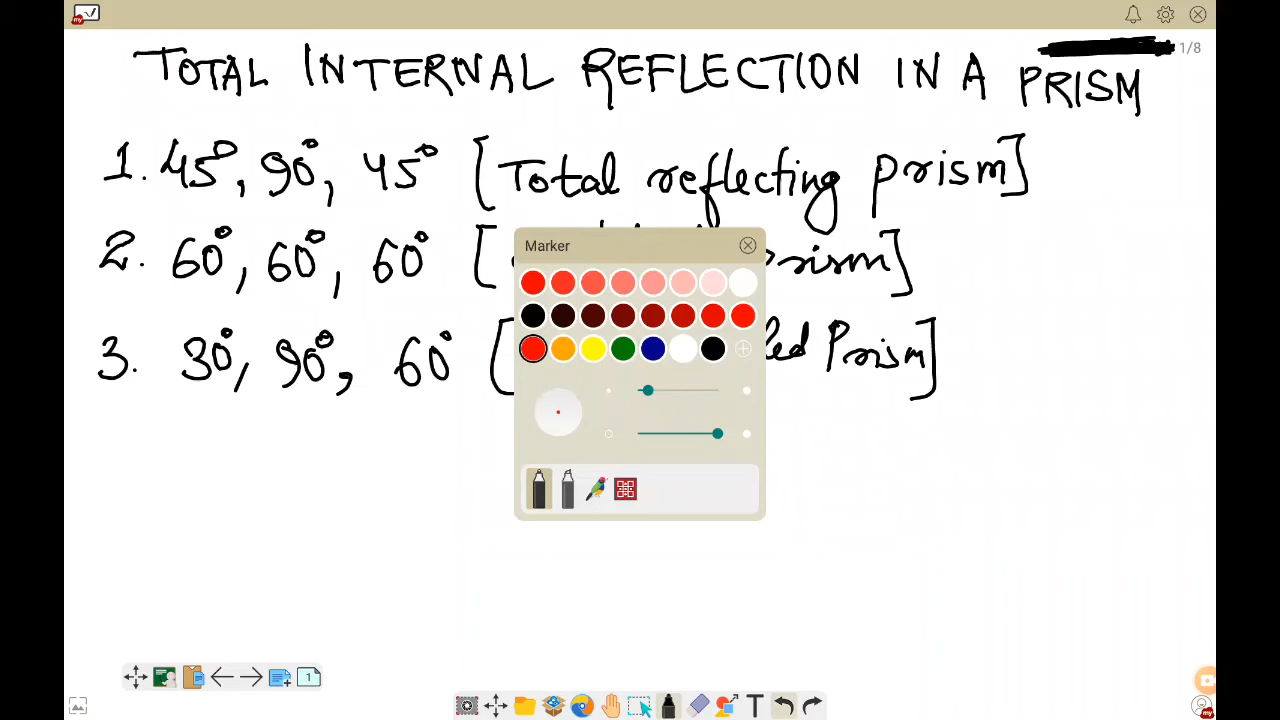 1/8
TOTAL INTERNAL REFLECTION IN A PRISM
1. 45°, 90°, 45° [Total reflecting prism]
2. 60°, 60°, 60° [ prism]
Marker
3. 30°, 90°, 60° [ Prism]
1